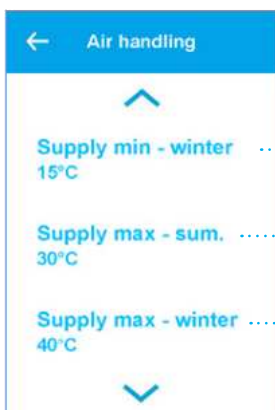 Air handling
Supply min - winter
15°C
Supply max - sum.
30°C
Supply max - winter
40°C